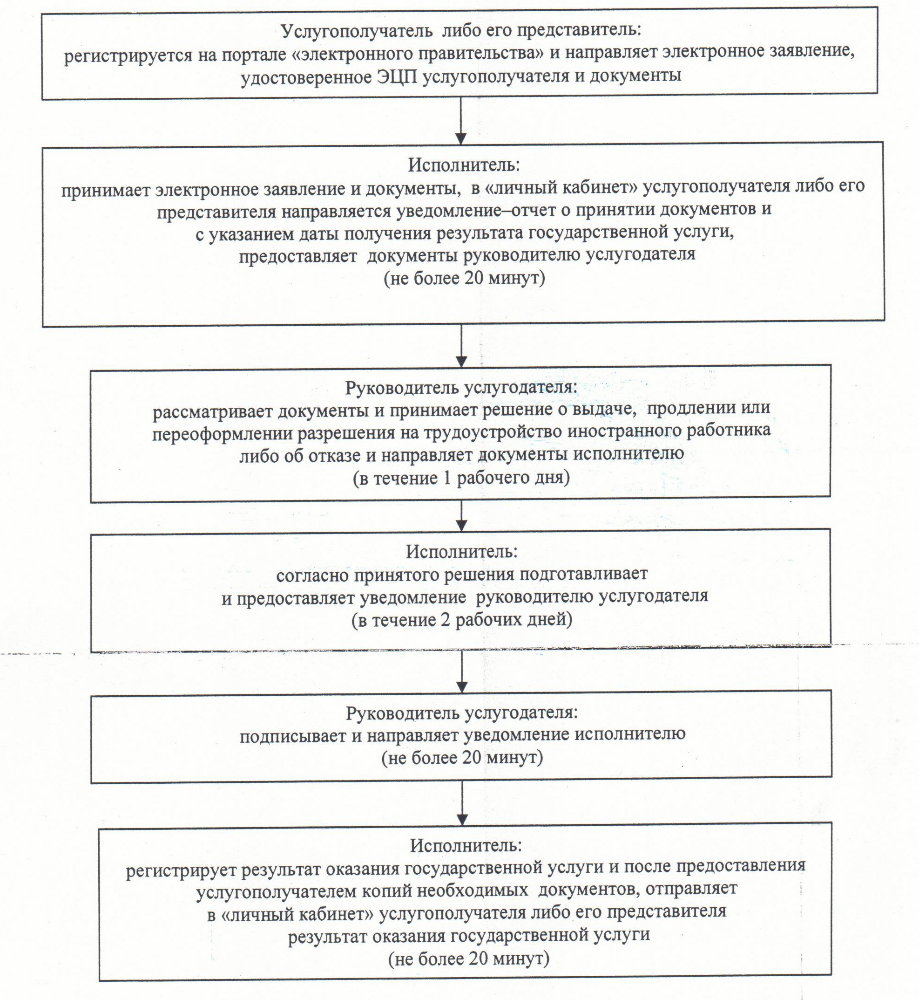 Услугополучатель либо его представитель:
регистрируется на портале «электронного правительства» и направляет электронное заявление,
удостоверенное ЭЦП услугополучателя и документы
Исполнитель:
принимает электронное заявление и документы, в «личный кабинет» услугополучателя либо его
представителя направляется уведомление–отчет о принятии документов и
с указанием даты получения результата государственной услуги,
предоставляет документы руководителю услугодателя
(не более 20 минут)
Руководитель услугодателя:
рассматривает документы и принимает решение о выдаче, продлении или
переоформлении разрешения на трудоустройство иностранного работника
либо об отказе и направляет документы исполнителю
(в течение 1 рабочего дня)
Исполнитель:
согласно принятого решения подготавливает
и предоставляет уведомление руководителю услугодателя
(в течение 2 рабочих дней)
Руководитель услугодателя:
подписывает и направляет уведомление исполнителю
(не более 20 минут)
Исполнитель:
регистрирует результат оказания государственной услуги и после предоставления
услугополучателем копий необходимых документов, отправляет
в «личный кабинет» услугополучателя либо его представителя
результат оказания государственной услуги
(не более 20 минут)